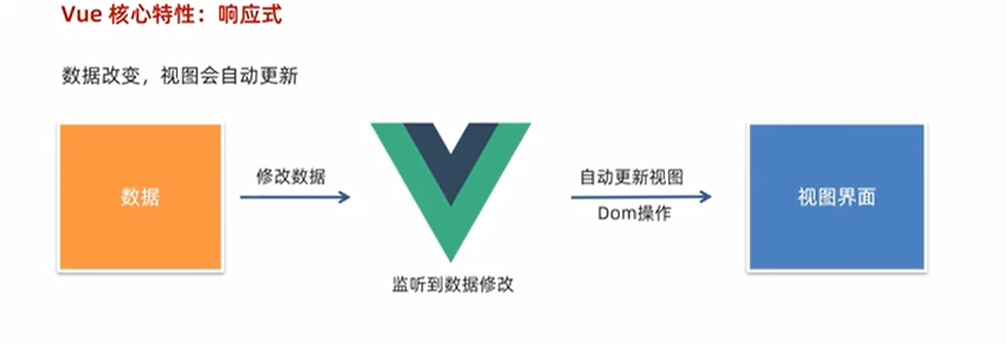 Vue 核心特性：响应式
数据改变，视图会自动更新
数据
修改数据
监听到数据修改
自动更新视图
Dom操作
视图界面